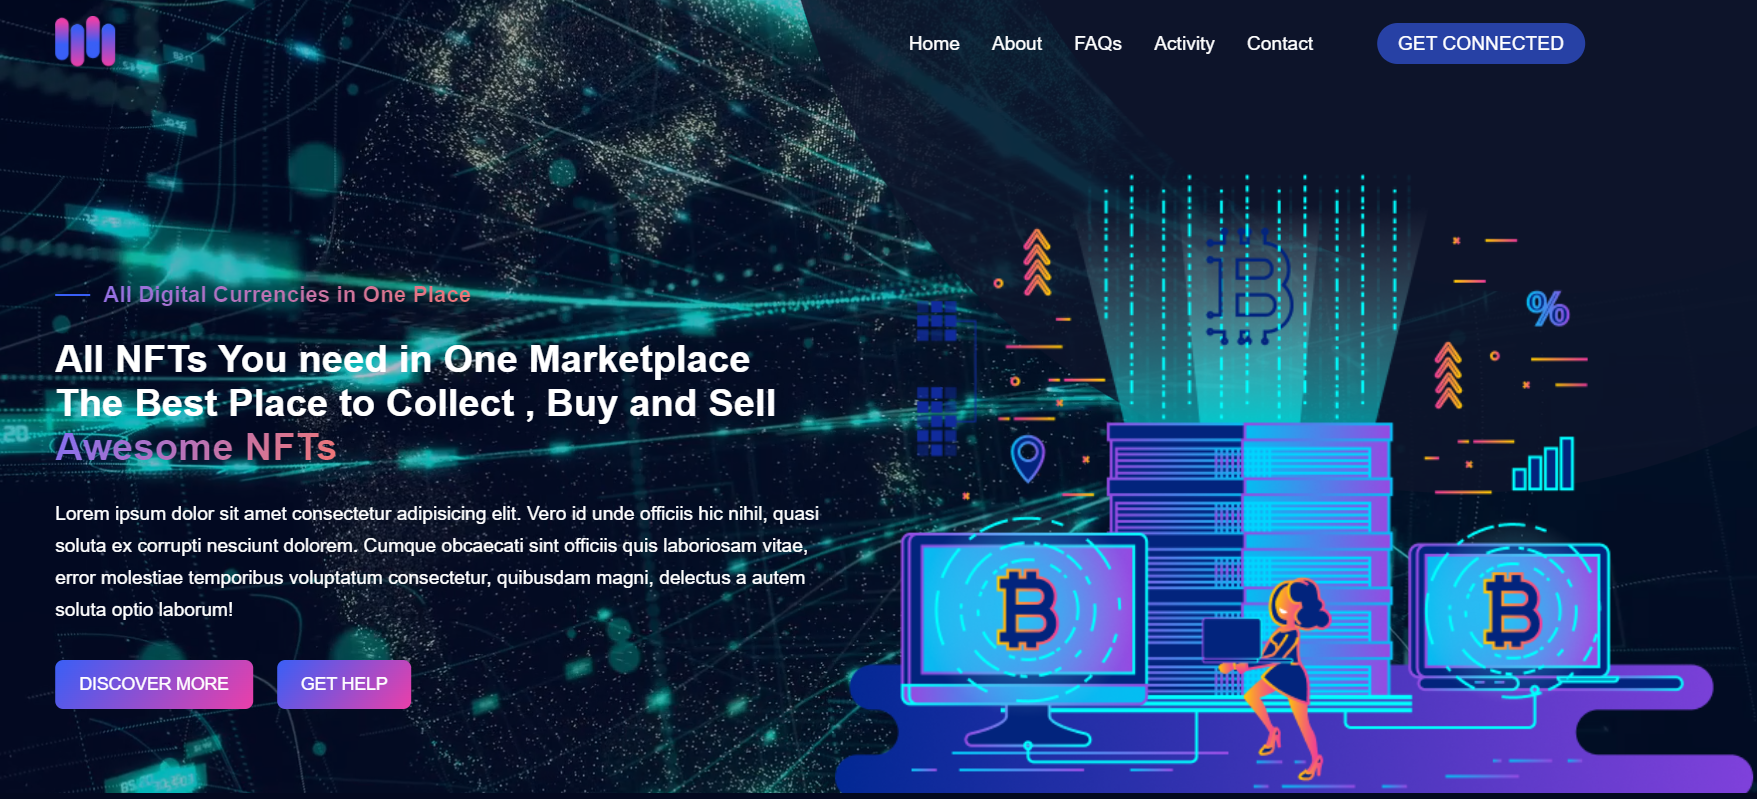 Home About FAQs Activity Contact GET CONNECTED
All Digital Currencies in One Place
All NFTs You need in One Marketplace
The Best Place to Collect , Buy and Sell
Awesome NFTs
Lorem ipsum dolor sit amet consectetur adipisicing elit. Vero id unde officiis hic nihil, quasi
soluta ex corrupti nesciunt dolorem. Cumque obcaecati sint officiis quis laboriosam vitae,
error molestiae temporibus voluptatum consectetur, quibusdam magni, delectus a autem
soluta optio laborum!
DISCOVER MORE GET HELP
%
20